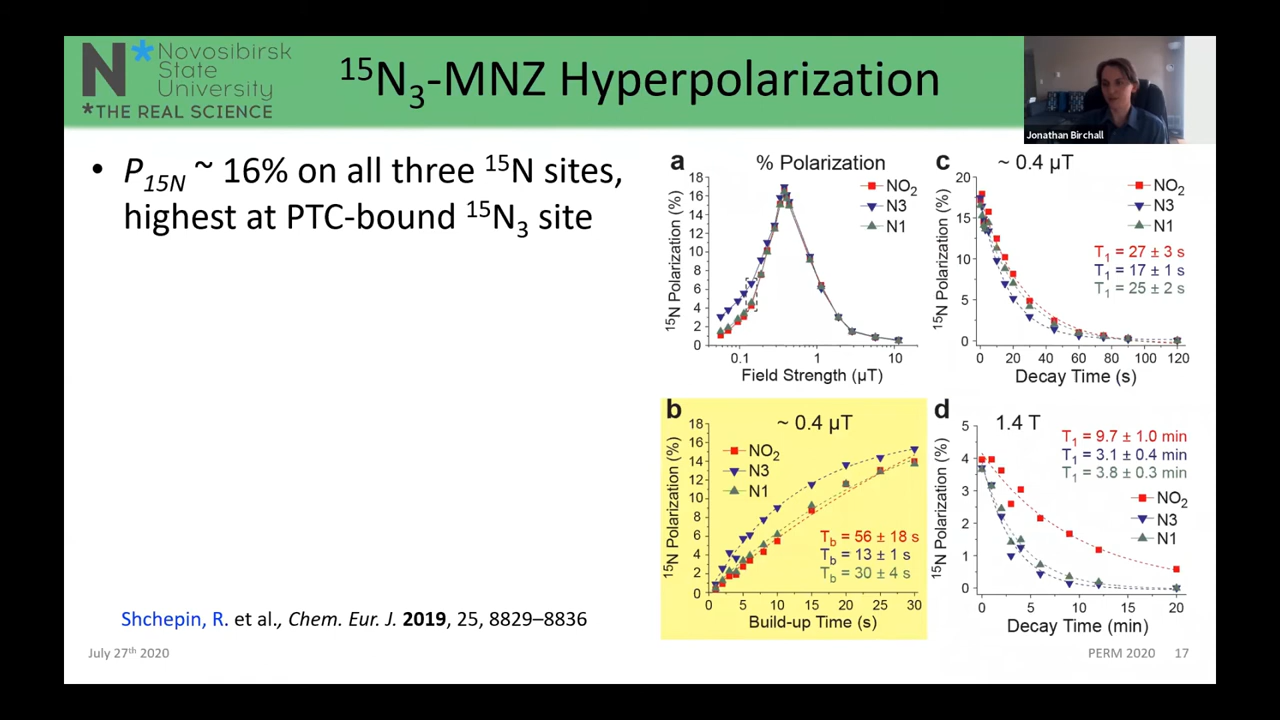 N* Novosibirsk
State
University
*THE REAL SCIENCE
¹⁵N₃-MNZ Hyperpolarization
Jonathan Birchall
• P₁₅N ~ 16% on all three ¹⁵N sites,
highest at PTC-bound ¹⁵N₃ site
a % Polarization
18
16
14
12
10
8
6
4
2
0
¹⁵N Polarization (%)
NO₂
N3
N1
0.1 1 10
Field Strength (µT)
c ~ 0.4 µT
20
15
10
5
0
¹⁵N Polarization (%)
NO₂
N3
N1
T₁ = 27 ± 3 s
T₁ = 17 ± 1 s
T₁ = 25 ± 2 s
0 20 40 60 80 100 120
Decay Time (s)
b ~ 0.4 µT
18
16
14
12
10
8
6
4
2
0
¹⁵N Polarization (%)
NO₂
N3
N1
T_b = 56 ± 18 s
T_b = 13 ± 1 s
T_b = 30 ± 4 s
0 5 10 15 20 25 30
Build-up Time (s)
d 1.4 T
5
4
3
2
1
0
¹⁵N Polarization (%)
T₁ = 9.7 ± 1.0 min
T₁ = 3.1 ± 0.4 min
T₁ = 3.8 ± 0.3 min
NO₂
N3
N1
0 5 10 15 20
Decay Time (min)
Shchepin, R. et al., Chem. Eur. J. 2019, 25, 8829–8836
July 27ᵗʰ 2020
PERM 2020 17